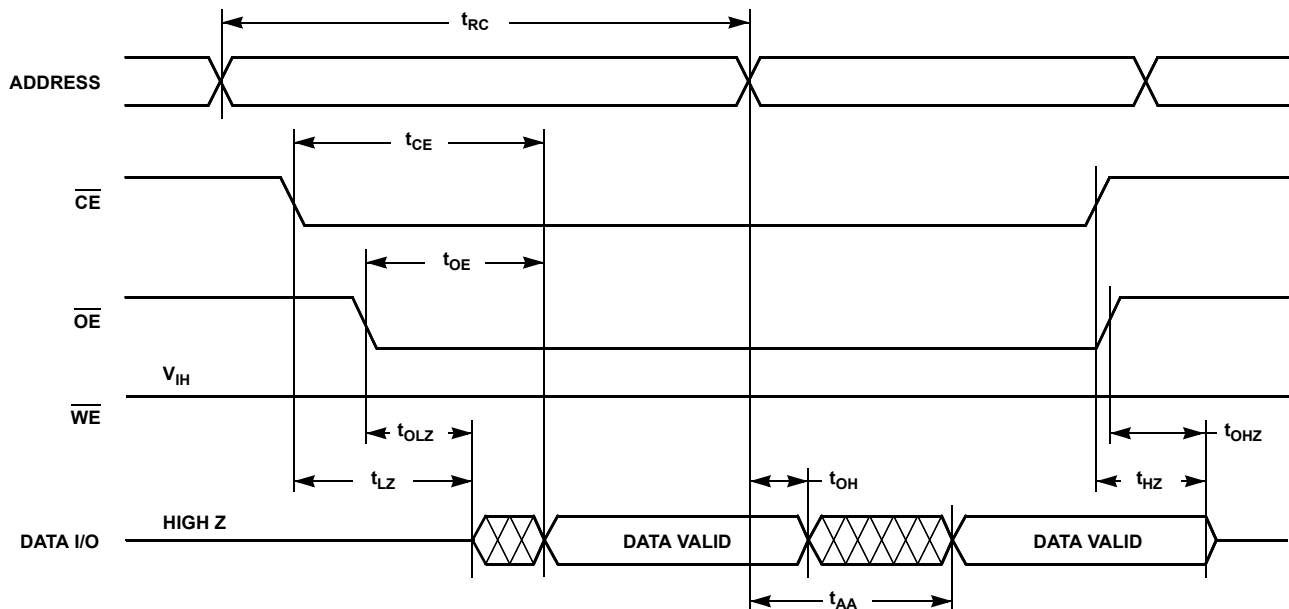 tRC
ADDRESS
tCE
CE
tOE
OE
VIH
WE
tOLZ
tOHZ
tLZ
tOH
tHZ
HIGH Z
DATA I/O
DATA VALID
DATA VALID
tAA